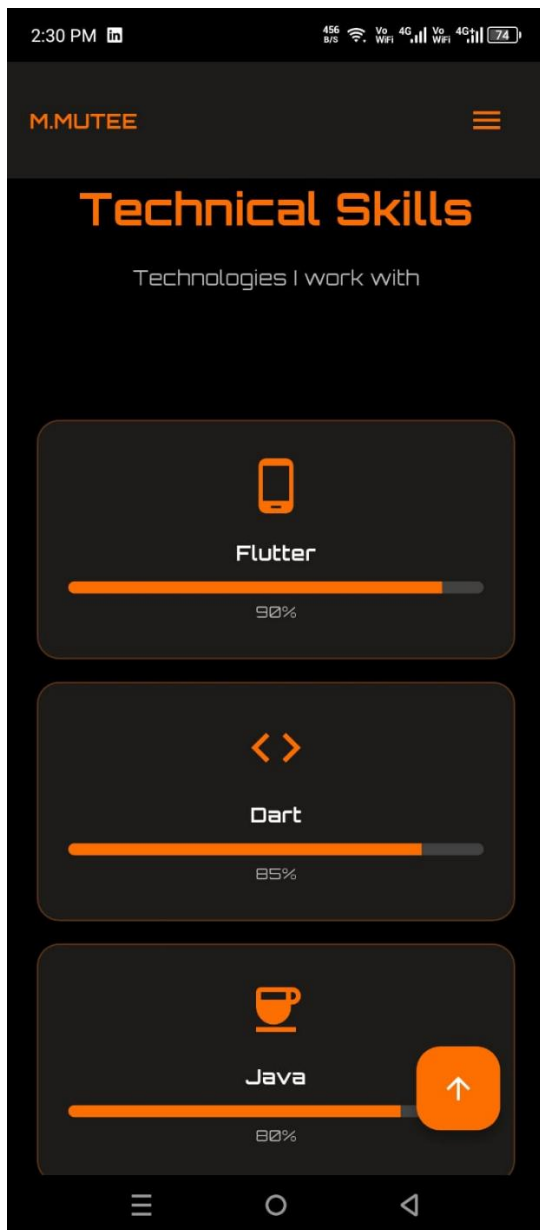 2:30 PM in 456 B/S Vo WiFi 4G Vo WiFi 4G+ 74
M.MUTEE
Technical Skills
Technologies I work with
Flutter
90%
Dart
85%
Java
80%